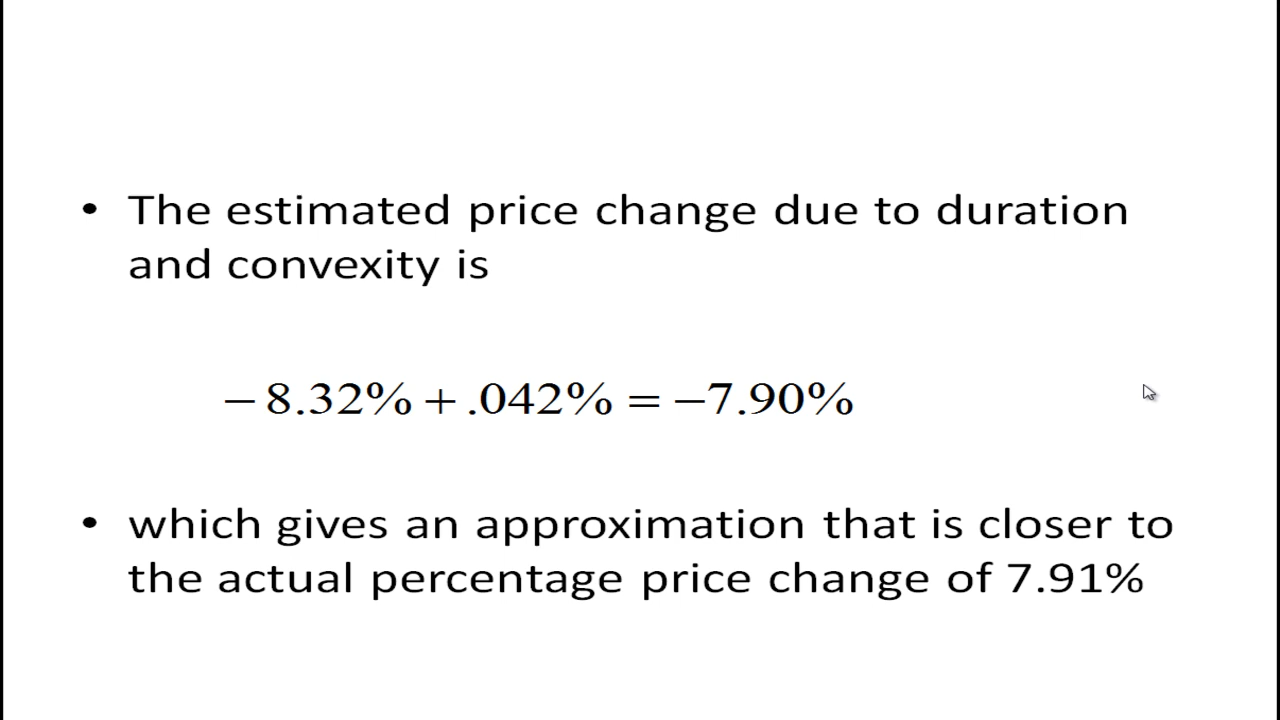 • The estimated price change due to duration
and convexity is
− 8.32% + .042% = −7.90%
• which gives an approximation that is closer to
the actual percentage price change of 7.91%